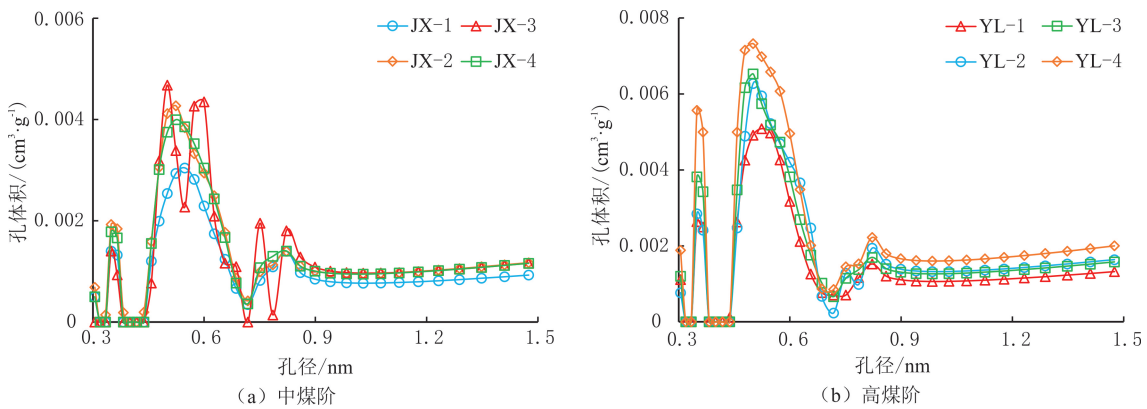 0.006
0.004
0.002
0
孔体积/(cm³·g⁻¹)
JX-1 JX-3
JX-2 JX-4
0.3 0.6 0.9 1.2 1.5
孔径/nm
(a) 中煤阶
0.008
0.006
0.004
0.002
0
孔体积/(cm³·g⁻¹)
YL-1 YL-3
YL-2 YL-4
0.3 0.6 0.9 1.2 1.5
孔径/nm
(b) 高煤阶